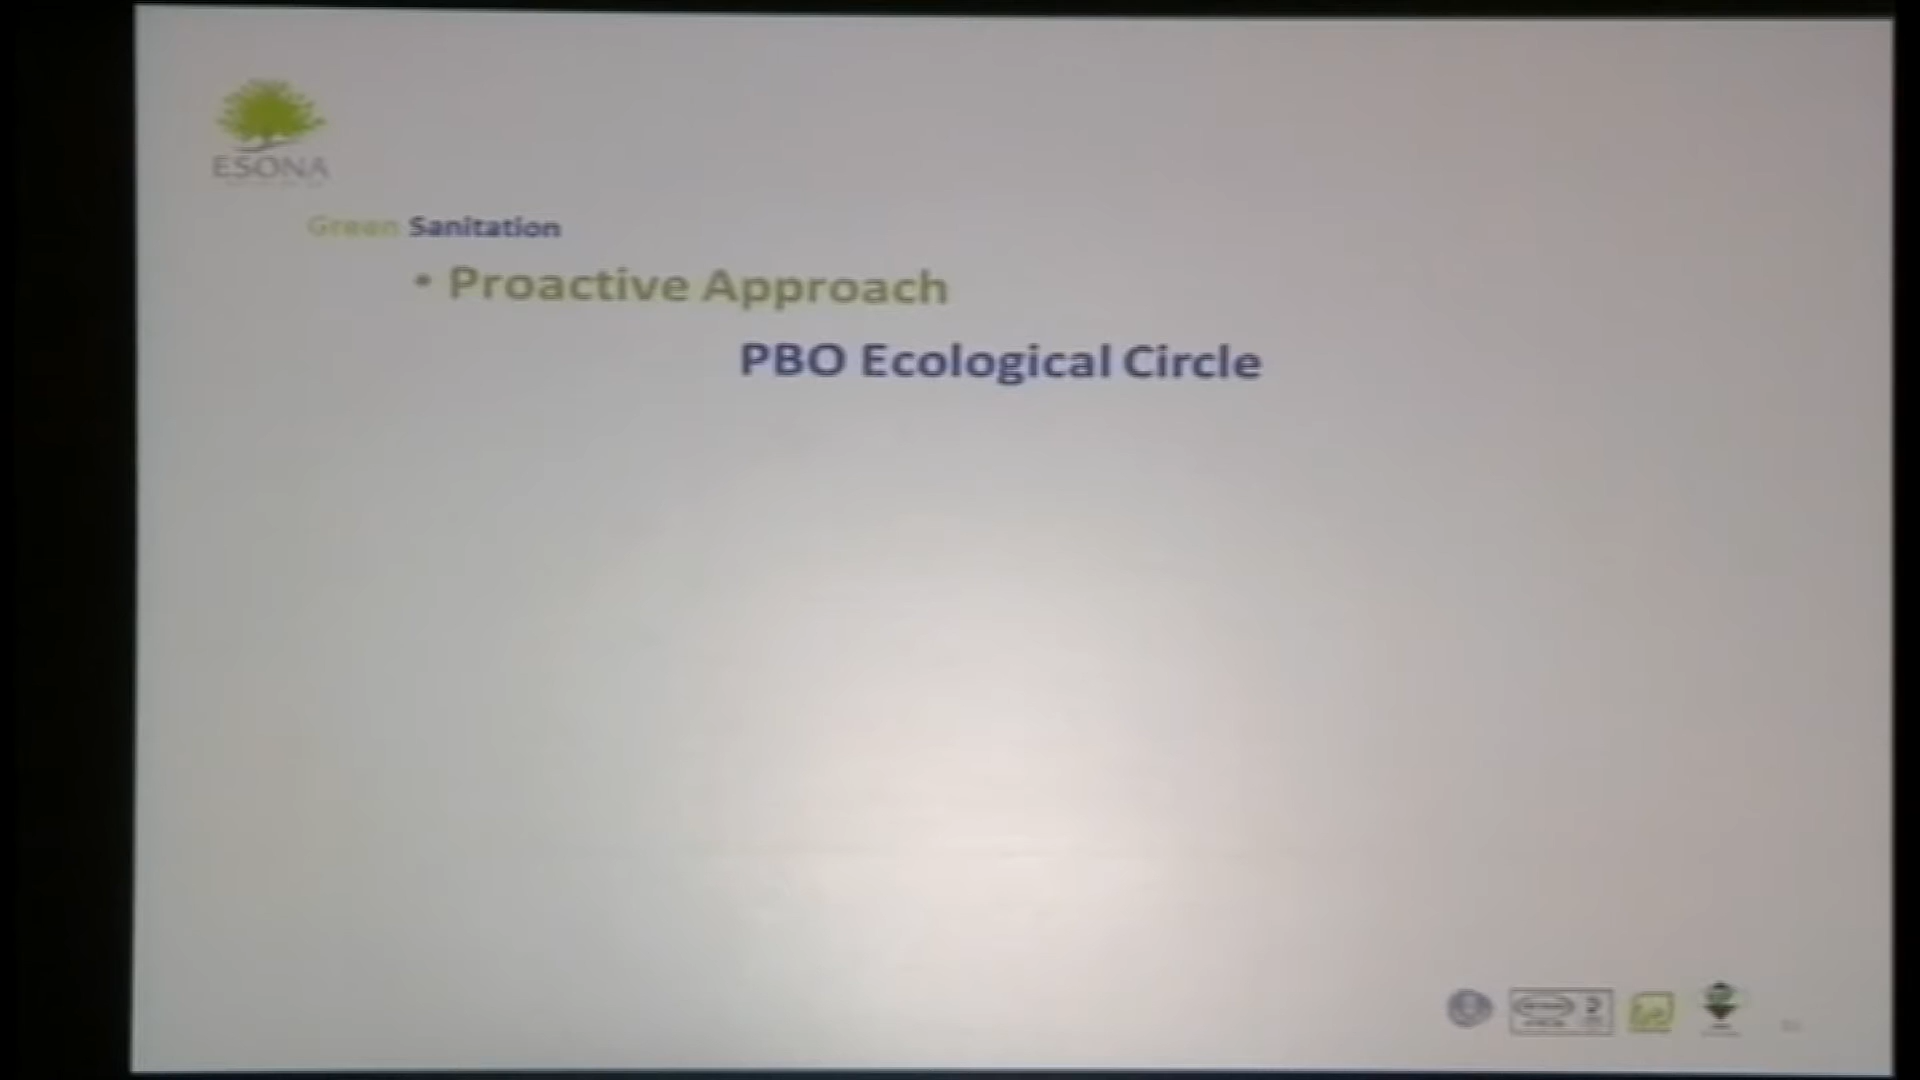 ESONA
Green Sanitation
• Proactive Approach
PBO Ecological Circle